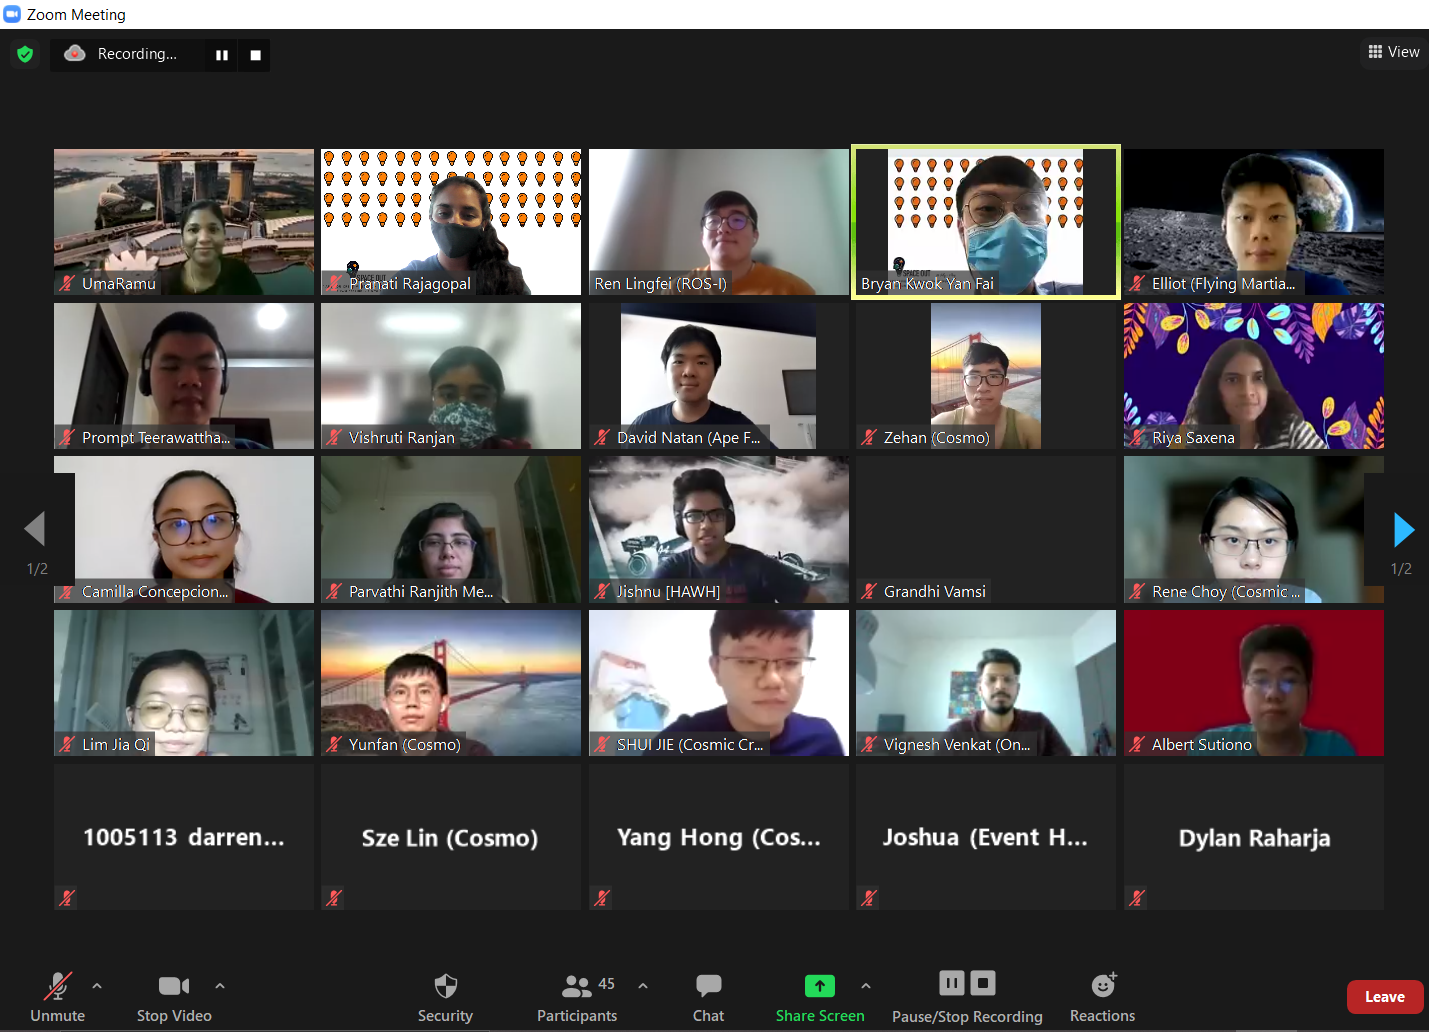 Zoom Meeting
Recording...
View
UmaRamu
Pranati Rajagopal
Ren Lingfei (ROS-I)
SPACE OUT
Bryan Kwok Yan Fai
Elliot (Flying Martia...
Prompt Teerawattha...
Vishruti Ranjan
David Natan (Ape F...
Zehan (Cosmo)
Riya Saxena
1/2
Camilla Concepcion...
Parvathi Ranjith Me...
Jishnu [HAWH]
Grandhi Vamsi
Rene Choy (Cosmic ...
1/2
Lim Jia Qi
Yunfan (Cosmo)
SHUI JIE (Cosmic Cr...
Vignesh Venkat (On...
Albert Sutiono
1005113 darren...
Sze Lin (Cosmo)
Yang Hong (Cos...
Joshua (Event H...
Dylan Raharja
45
Unmute
Stop Video
Security
Participants
Chat
Share Screen
Pause/Stop Recording
Reactions
Leave